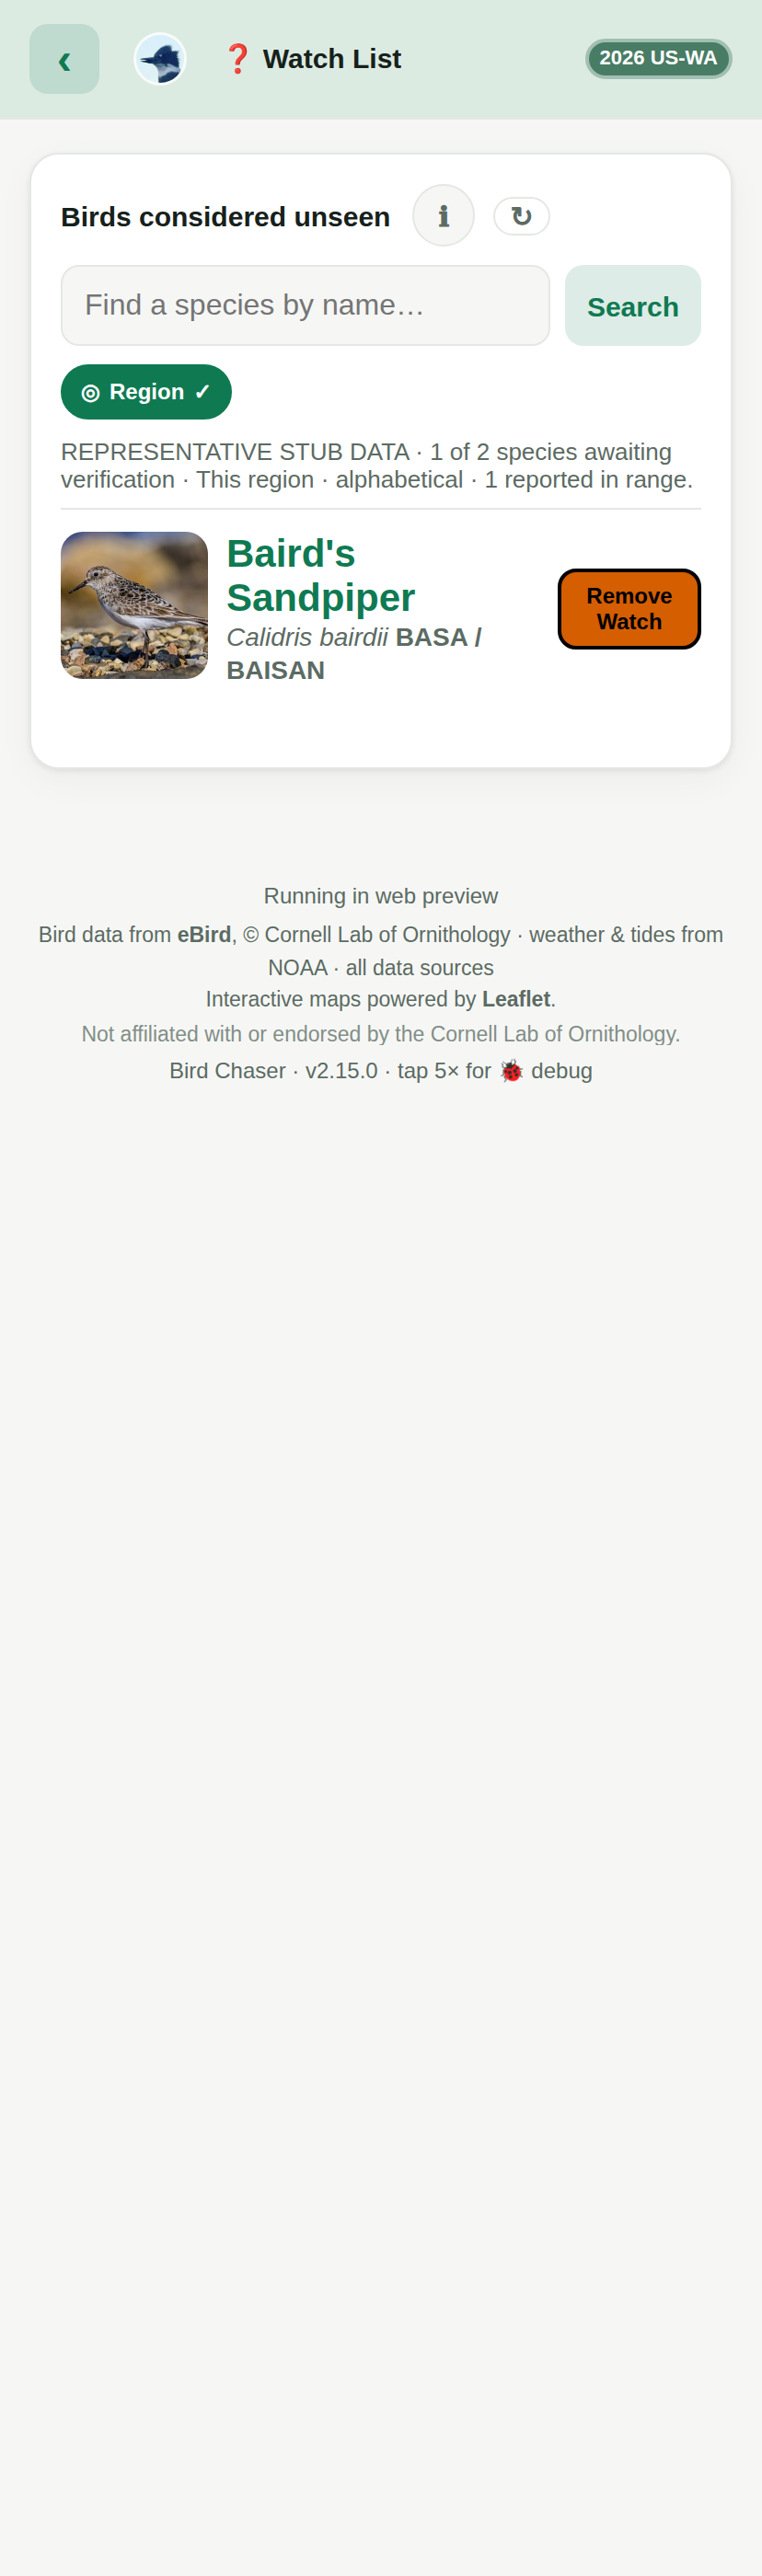 ‹ ❓ Watch List 2026 US-WA
Birds considered unseen ℹ ↻
Find a species by name… Search
◎ Region ✓
REPRESENTATIVE STUB DATA · 1 of 2 species awaiting
verification · This region · alphabetical · 1 reported in range.
Baird's
Sandpiper
Calidris bairdii BASA /
BAISAN
Remove
Watch
Running in web preview
Bird data from eBird, © Cornell Lab of Ornithology · weather & tides from
NOAA · all data sources
Interactive maps powered by Leaflet.
Not affiliated with or endorsed by the Cornell Lab of Ornithology.
Bird Chaser · v2.15.0 · tap 5× for 🐞 debug